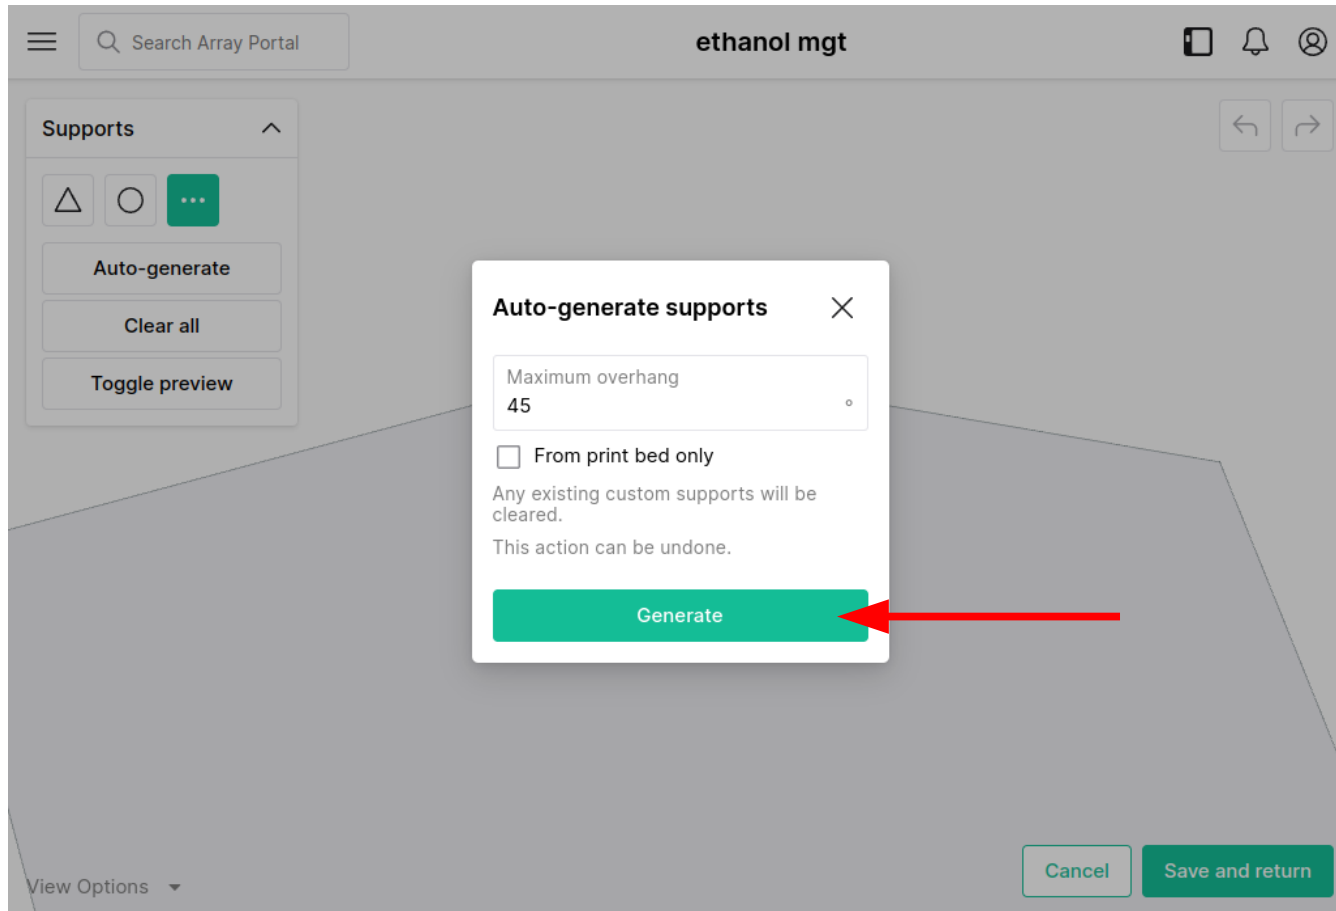 Search Array Portal
ethanol mgt
Supports
Auto-generate
Clear all
Toggle preview
Auto-generate supports
Maximum overhang
45 °
From print bed only
Any existing custom supports will be
cleared.
This action can be undone.
Generate
View Options
Cancel
Save and return